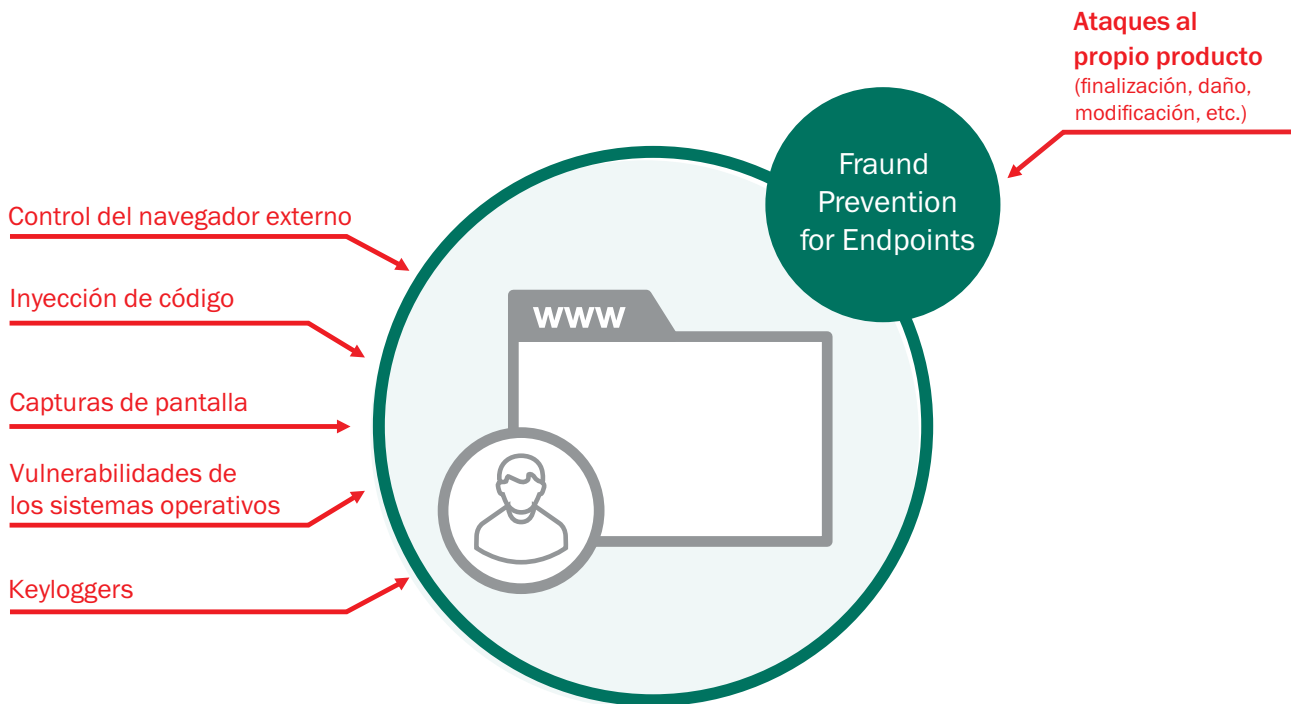 Ataques al
propio producto
(finalización, daño,
modificación, etc.)
Fraund
Prevention
for Endpoints
Control del navegador externo
Inyección de código
www
Capturas de pantalla
Vulnerabilidades de
los sistemas operativos
Keyloggers